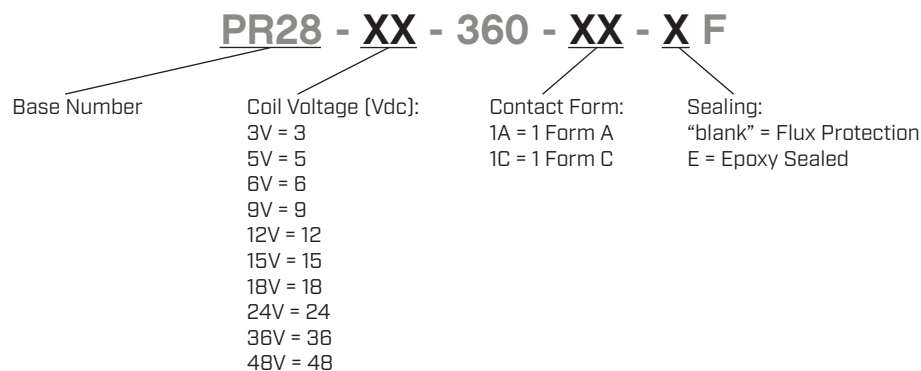 PR28 - XX - 360 - XX - X F
Base Number
Coil Voltage (Vdc):
3V = 3
5V = 5
6V = 6
9V = 9
12V = 12
15V = 15
18V = 18
24V = 24
36V = 36
48V = 48
Contact Form:
1A = 1 Form A
1C = 1 Form C
Sealing:
“blank” = Flux Protection
E = Epoxy Sealed